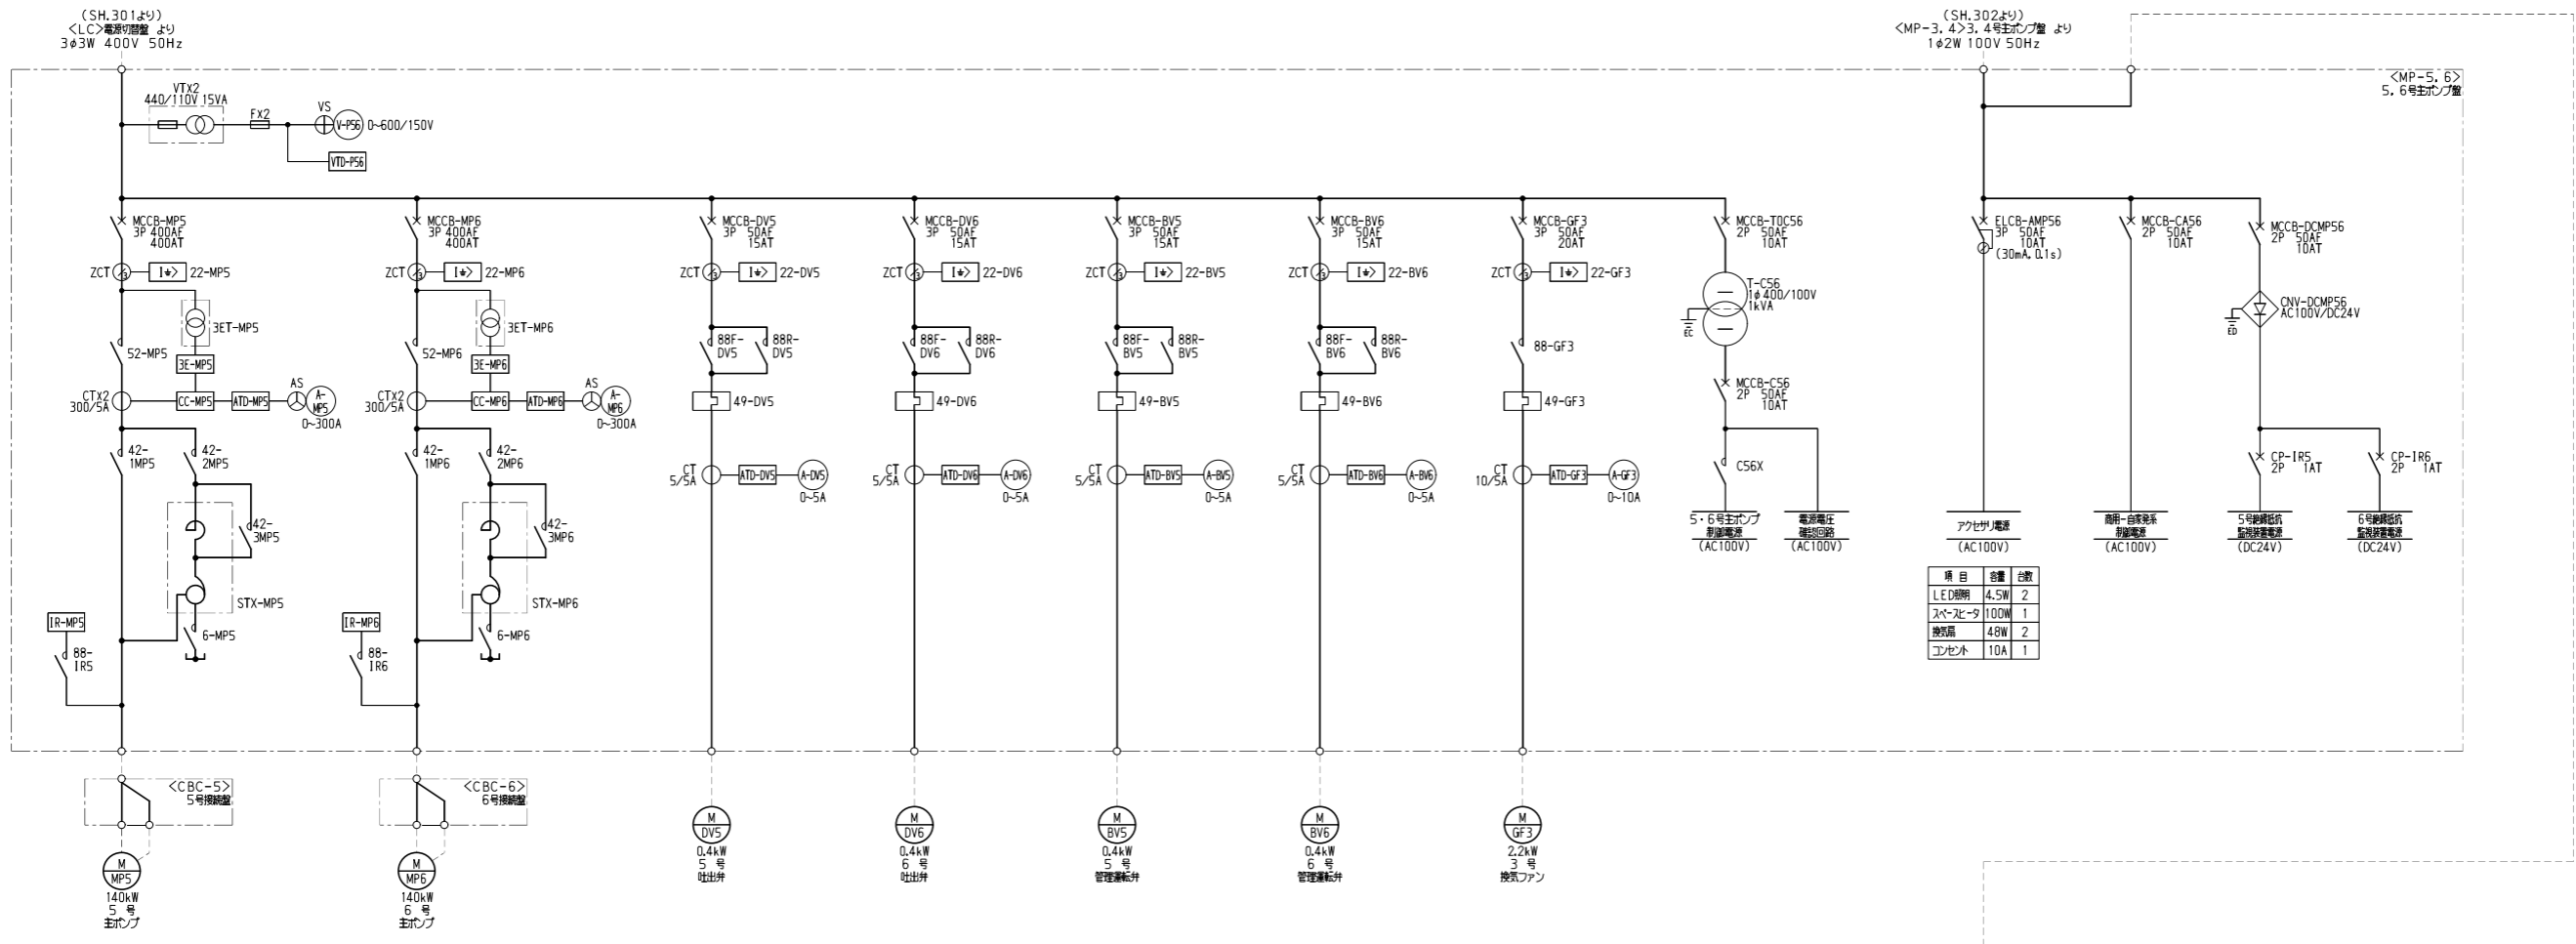 (SH.301より)
<LC>電源切替盤 より
3φ3W 400V 50Hz
(SH.302より)
<MP-3.4>3.4号主ポンプ盤 より
1φ2W 100V 50Hz
<MP-5.6>
5.6号主ポンプ盤
VTX2
440/110V 15VA
FX2
VS
V-P56
0~600/150V
VTD-P56
MCCB-MP5
3P 400AF
400AT
ZCT
I⏚>
22-MP5
3ET-MP5
52-MP5
3E-MP5
CTX2
300/5A
CC-MP5
ATD-MP5
AS
A-
MP5
0~300A
42-
1MP5
42-
2MP5
42-
3MP5
STX-MP5
6-MP5
IR-MP5
88-
IR5
<CBC-5>
5号接続盤
M
MP5
140kW
5 号
主ポンプ
MCCB-MP6
3P 400AF
400AT
ZCT
I⏚>
22-MP6
3ET-MP6
52-MP6
3E-MP6
CTX2
300/5A
CC-MP6
ATD-MP6
AS
A-
MP6
0~300A
42-
1MP6
42-
2MP6
42-
3MP6
STX-MP6
6-MP6
IR-MP6
88-
IR6
<CBC-6>
6号接続盤
M
MP6
140kW
6 号
主ポンプ
MCCB-DV5
3P 50AF
15AT
ZCT
I⏚>
22-DV5
88F-
DV5
88R-
DV5
49-DV5
CT
5/5A
ATD-DV5
A-DV5
0~5A
M
DV5
0.4kW
5 号
吐出弁
MCCB-DV6
3P 50AF
15AT
ZCT
I⏚>
22-DV6
88F-
DV6
88R-
DV6
49-DV6
CT
5/5A
ATD-DV6
A-DV6
0~5A
M
DV6
0.4kW
6 号
吐出弁
MCCB-BV5
3P 50AF
15AT
ZCT
I⏚>
22-BV5
88F-
BV5
88R-
BV5
49-BV5
CT
5/5A
ATD-BV5
A-BV5
0~5A
M
BV5
0.4kW
5 号
管理運転弁
MCCB-BV6
3P 50AF
15AT
ZCT
I⏚>
22-BV6
88F-
BV6
88R-
BV6
49-BV6
CT
5/5A
ATD-BV6
A-BV6
0~5A
M
BV6
0.4kW
6 号
管理運転弁
MCCB-GF3
3P 50AF
20AT
ZCT
I⏚>
22-GF3
88-GF3
49-GF3
CT
10/5A
ATD-GF3
A-GF3
0~10A
M
GF3
2.2kW
3 号
換気ファン
MCCB-TOC56
2P 50AF
10AT
T-C56
1φ400/100V
1kVA
EC
MCCB-C56
2P 50AF
10AT
C56X
5・6号主ポンプ
制御電源
(AC100V)
電源電圧
確認回路
(AC100V)
ELCB-AMP56
3P 50AF
10AT
(30mA.0.1s)
アクセサリ電源
(AC100V)
項 目 容量 台数
LED照明 4.5W 2
スペースヒータ 100W 1
換気扇 48W 2
コンセント 10A 1
MCCB-CA56
2P 50AF
10AT
商用-自家発系
制御電源
(AC100V)
MCCB-DCMP56
2P 50AF
10AT
CNV-DCMP56
AC100V/DC24V
ED
CP-IR5
2P 1AT
CP-IR6
2P 1AT
5号絶縁抵抗
監視装置電源
(DC24V)
6号絶縁抵抗
監視装置電源
(DC24V)